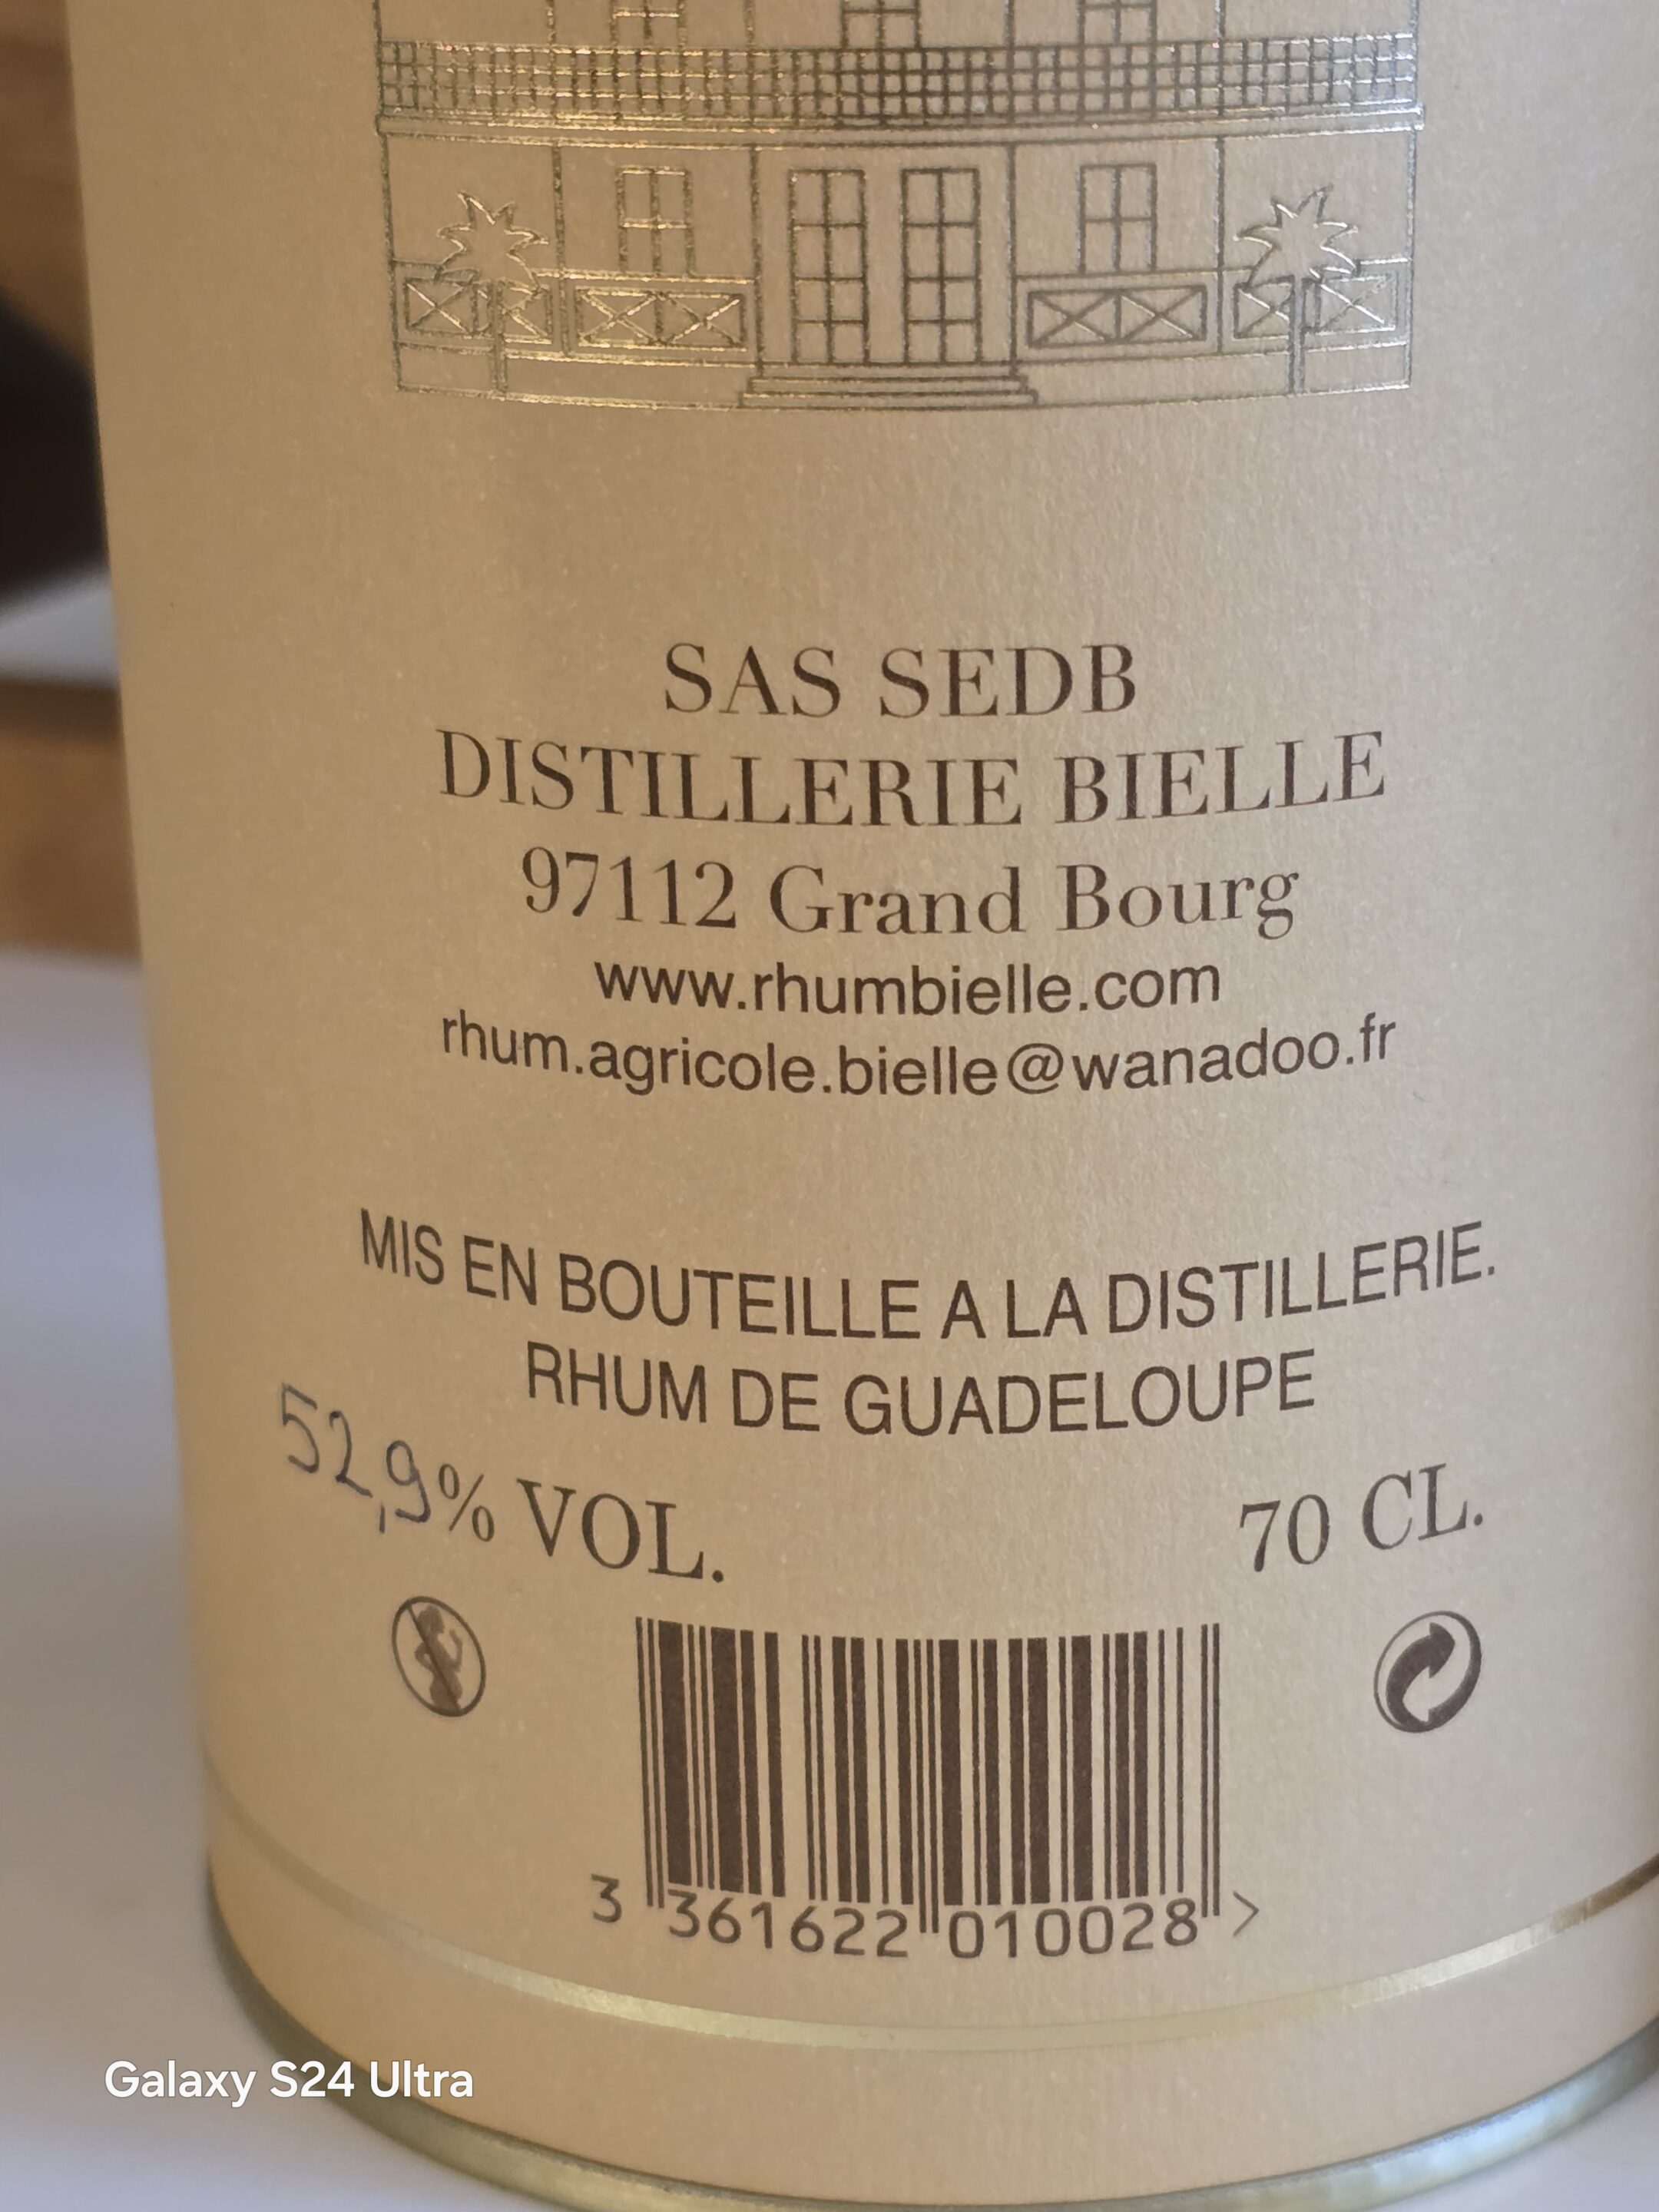 SAS SEDB
DISTILLERIE BIELLE
97112 Grand Bourg
www.rhumbielle.com
rhum.agricole.bielle@wanadoo.fr
MIS EN BOUTEILLE A LA DISTILLERIE.
RHUM DE GUADELOUPE
52,9% VOL. 70 CL.
3 361622 010028 >
Galaxy S24 Ultra